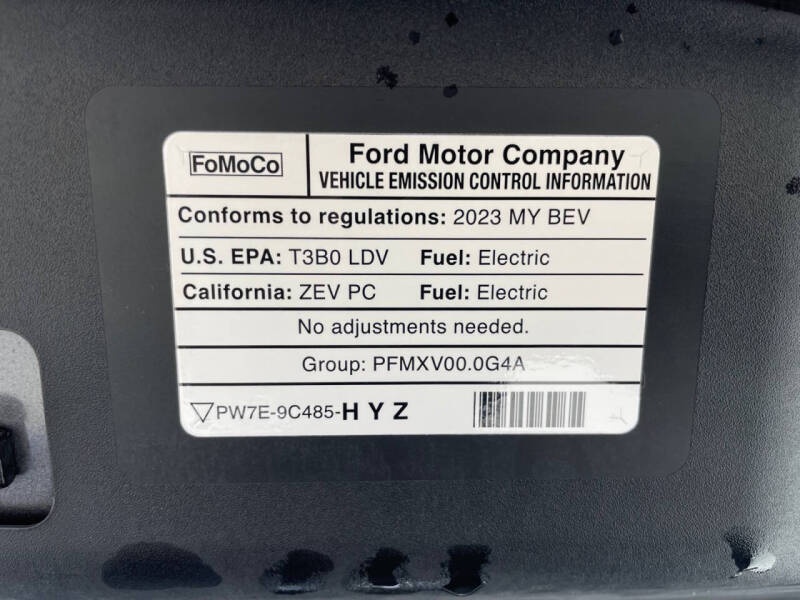 FoMoCo
Ford Motor Company
VEHICLE EMISSION CONTROL INFORMATION
Conforms to regulations: 2023 MY BEV
U.S. EPA: T3B0 LDV Fuel: Electric
California: ZEV PC Fuel: Electric
No adjustments needed.
Group: PFMXV00.0G4A
PW7E-9C485-HYZ